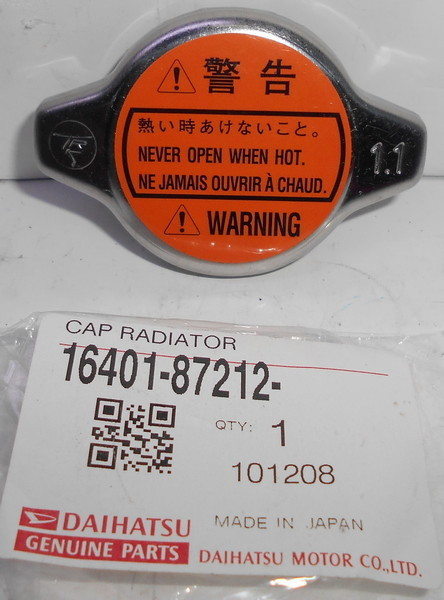 警告
熱い時あけないこと。
NEVER OPEN WHEN HOT.
NE JAMAIS OUVRIR À CHAUD.
WARNING
1.1
CAP RADIATOR
16401-87212-
QTY: 1
101208
MADE IN JAPAN
DAIHATSU
GENUINE PARTS
DAIHATSU MOTOR CO.,LTD.